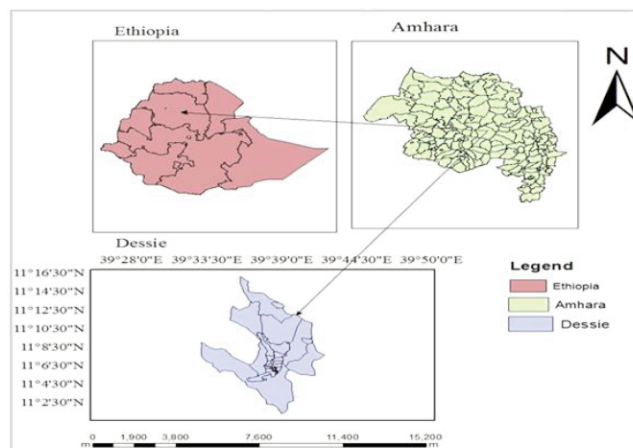 Ethiopia
Amhara
N
Dessie
39°28'0"E 39°33'30"E 39°39'0"E 39°44'30"E 39°50'0"E
11°16'30"N
11°14'30"N
11°12'30"N
11°10'30"N
11°8'30"N
11°6'30"N
11°4'30"N
11°2'30"N
Legend
Ethiopia
Amhara
Dessie
0 1,900 3,800 7,600 11,400 15,200
m m